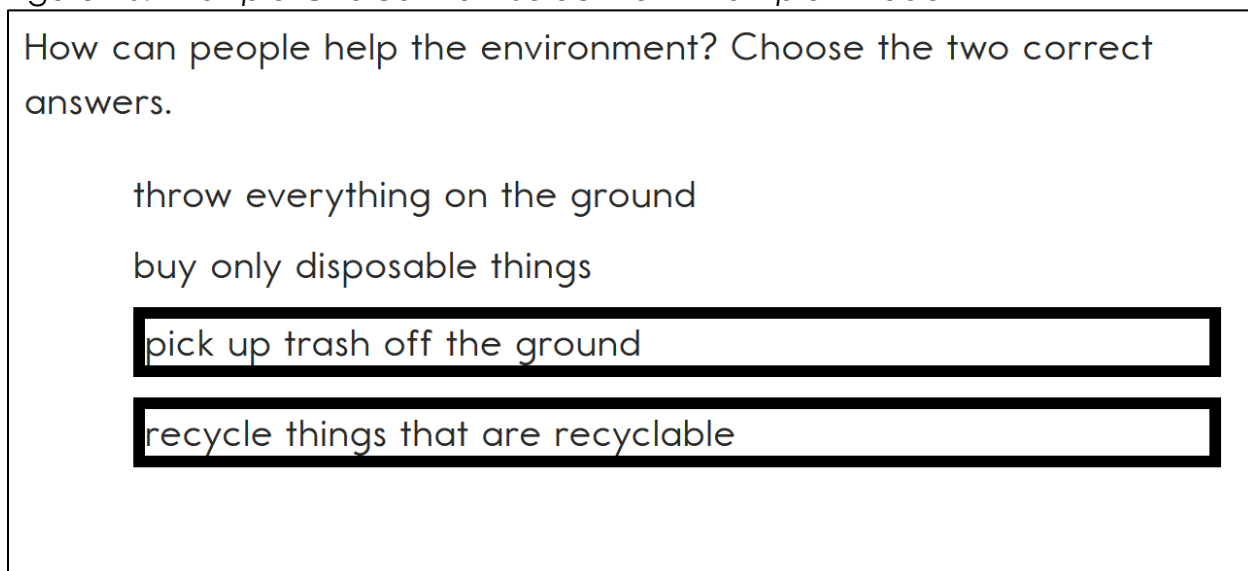 How can people help the environment? Choose the two correct
answers.
throw everything on the ground
buy only disposable things
pick up trash off the ground
recycle things that are recyclable